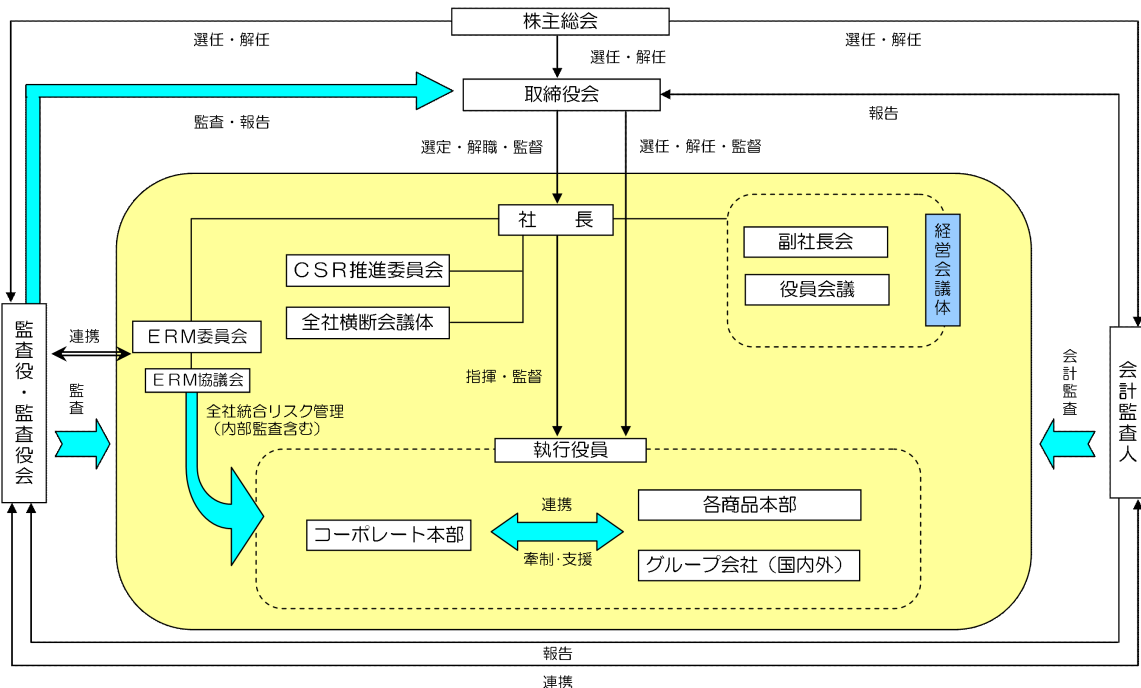 株主総会
選任・解任
選任・解任
選任・解任
取締役会
監査・報告
報告
選定・解職・監督
選任・解任・監督
社　長
副社長会
役員会議
経営会議体
ＣＳＲ推進委員会
全社横断会議体
監査役・監査役会
連携
ＥＲＭ委員会
ＥＲＭ協議会
監査
全社統合リスク管理
（内部監査含む）
指揮・監督
会計監査
会計監査人
執行役員
コーポレート本部
連携
牽制・支援
各商品本部
グループ会社（国内外）
報告
連携